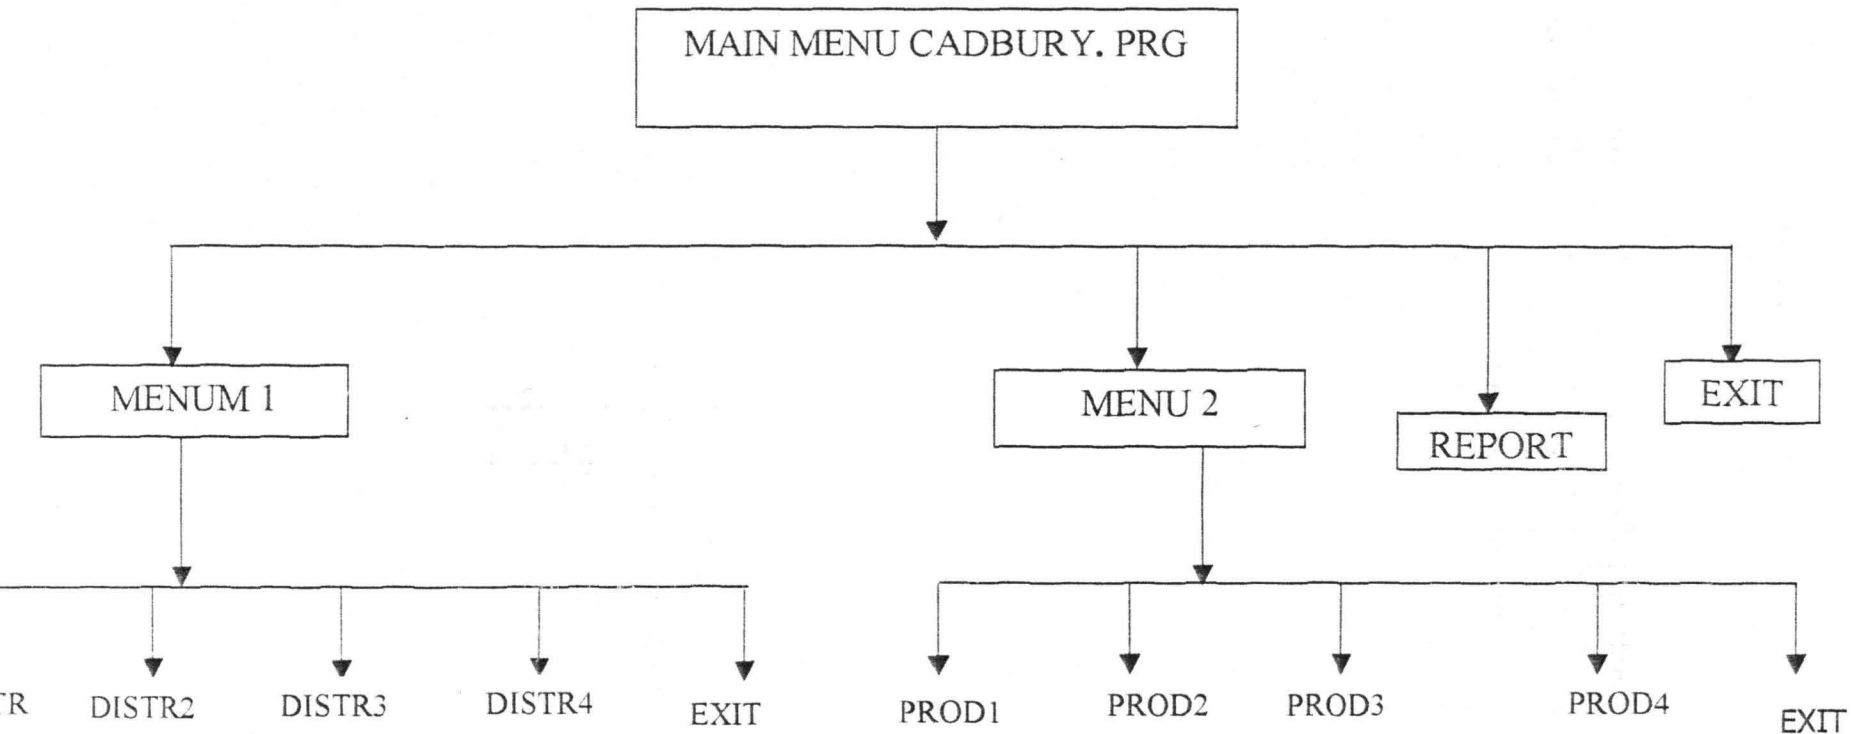 MAIN MENU CADBURY. PRG
MENUM 1
MENU 2
REPORT
EXIT
TR
DISTR2
DISTR3
DISTR4
EXIT
PROD1
PROD2
PROD3
PROD4
EXIT